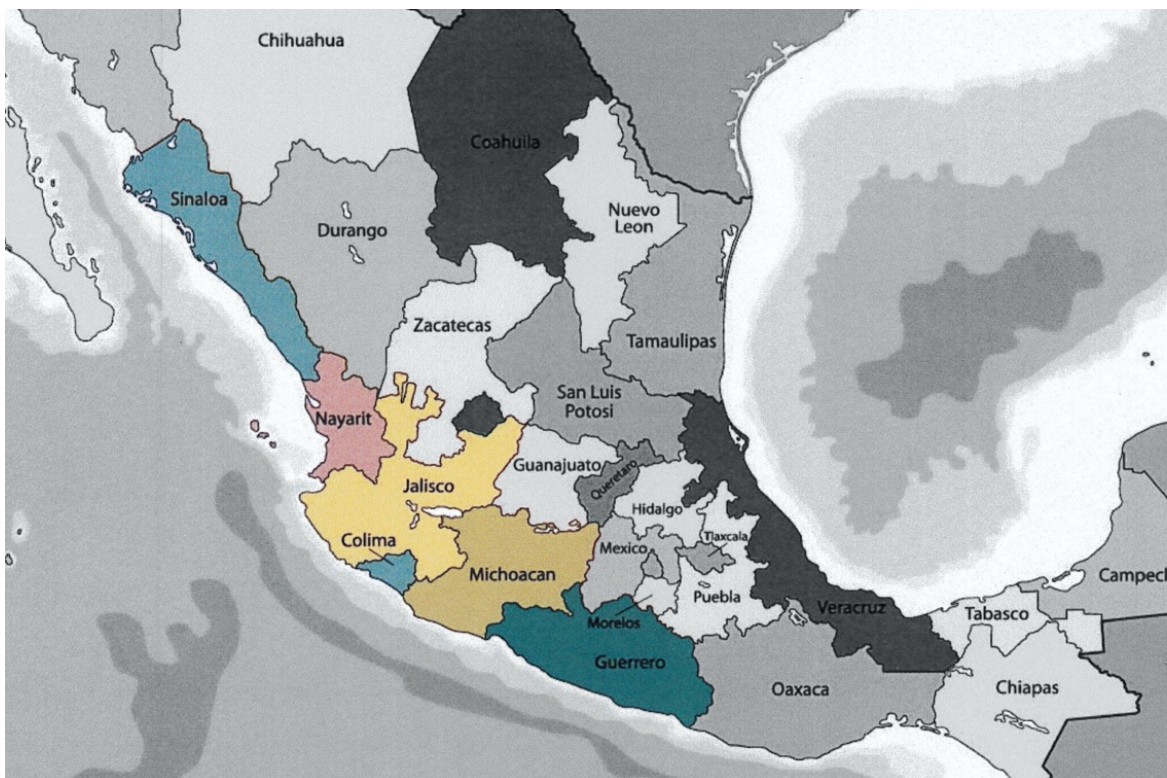 Chihuahua
Coahuila
Sinaloa
Nuevo
Leon
Durango
Zacatecas
Tamaulipas
San Luis
Potosi
Nayarit
Guanajuato
Queretaro
Jalisco
Hidalgo
Colima
Mexico
Tlaxcala
Michoacan
Campech
Puebla
Veracruz
Tabasco
Morelos
Guerrero
Oaxaca
Chiapas